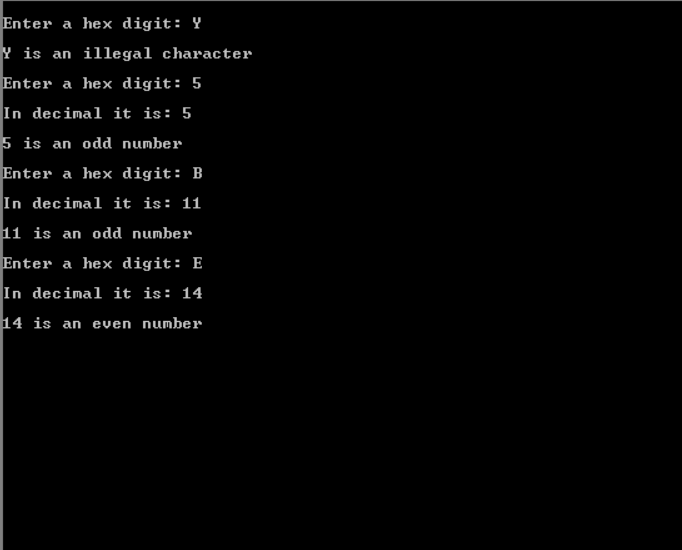 Enter a hex digit: Y
Y is an illegal character
Enter a hex digit: 5
In decimal it is: 5
5 is an odd number
Enter a hex digit: B
In decimal it is: 11
11 is an odd number
Enter a hex digit: E
In decimal it is: 14
14 is an even number